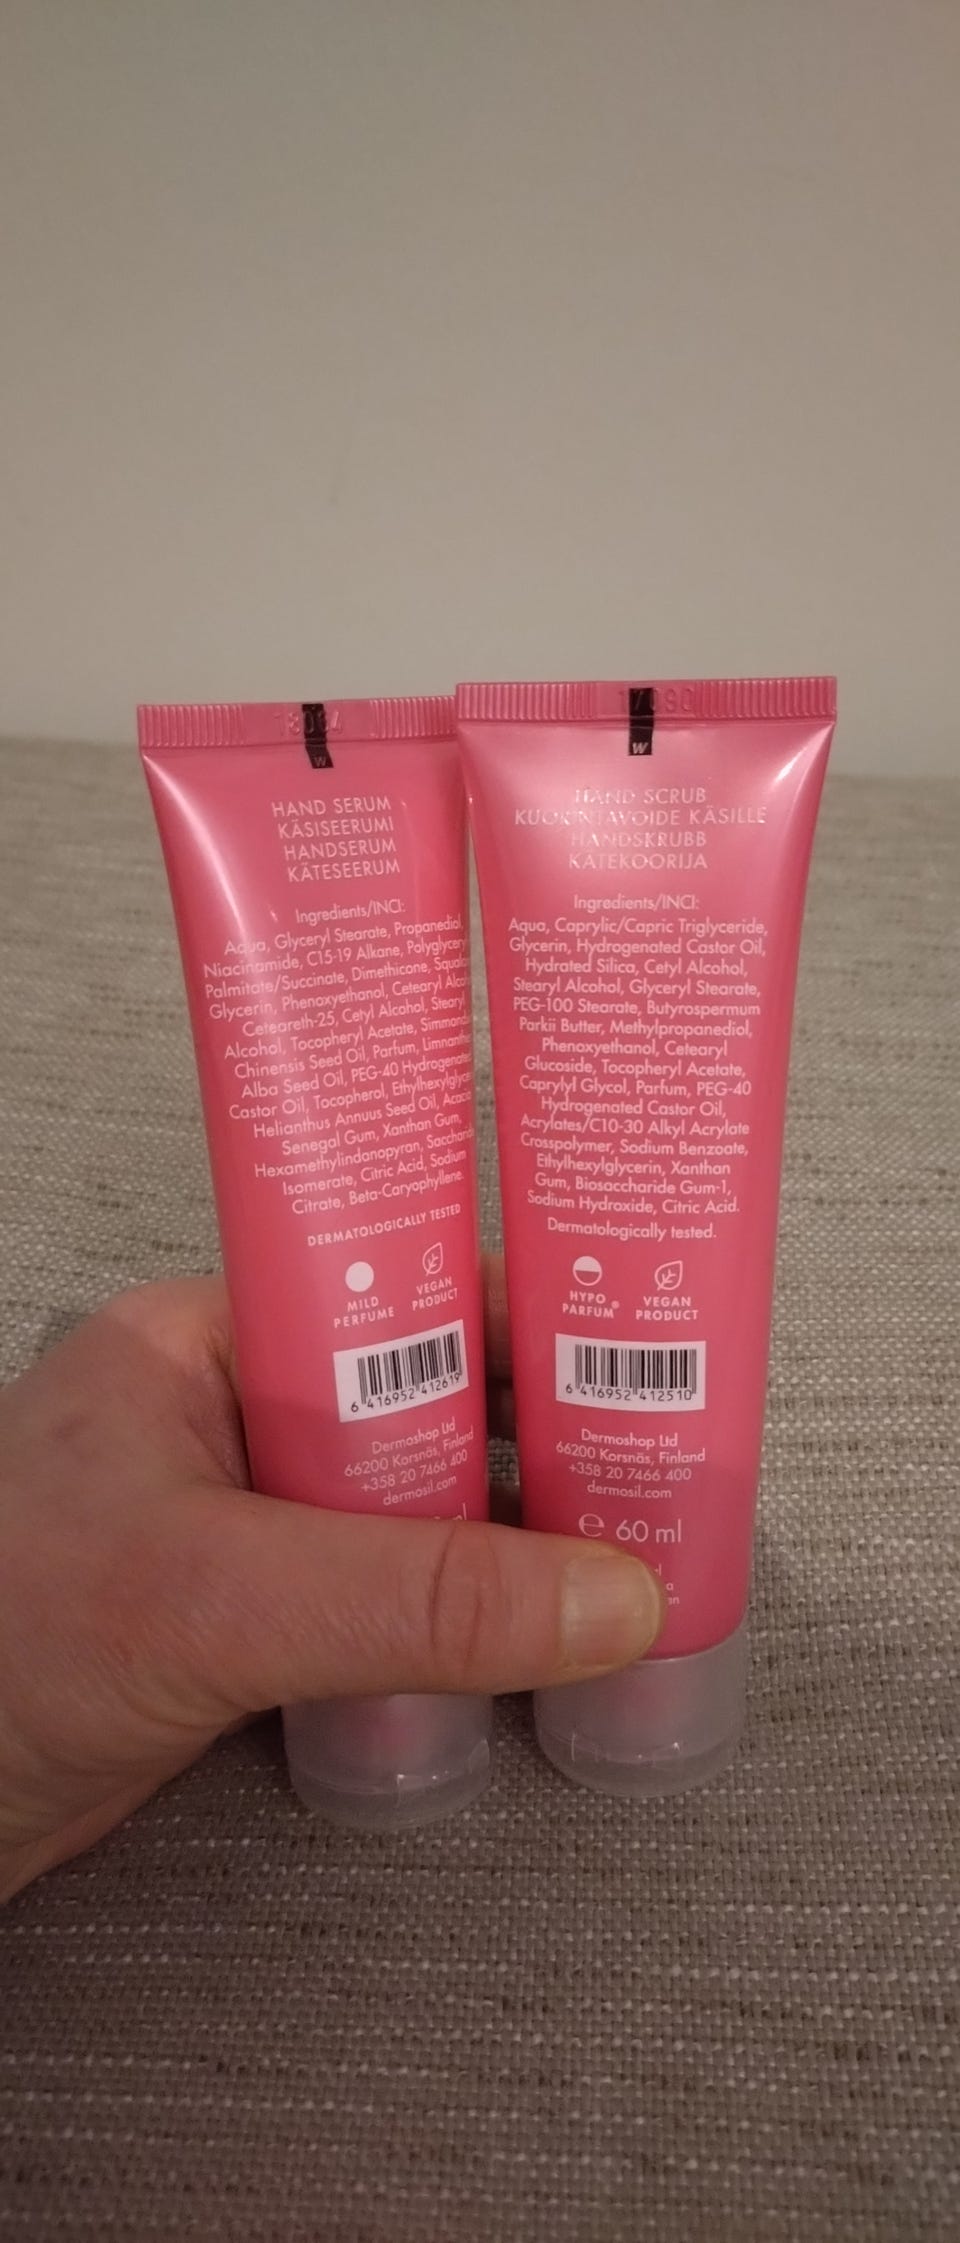 W
HAND SERUM
KÄSISEERUMI
HANDSERUM
KÄTESEERUM
Ingredients/INCI:
Aqua, Glyceryl Stearate, Propanediol,
Niacinamide, C15-19 Alkane,
Palmitate/Succinate, Dimethicone,
Glycerin, Phenoxyethanol, Cetearyl
Ceteareth-25, Cetyl Alcohol, Stearyl
Alcohol, Tocopheryl Acetate,
Chinensis Seed Oil, Parfum,
Alba Seed Oil, PEG-40 Hydrogenated
Castor Oil, Tocopherol,
Helianthus Annuus Seed Oil,
Senegal Gum, Xanthan Gum,
Hexamethylindanopyran,
Isomerate, Citric Acid, Sodium
Citrate, Beta-Caryophyllene.
DERMATOLOGICALLY TESTED
MILD
PERFUME
VEGAN
PRODUCT
6 416952 412619
Dermoshop Ltd
66200 Korsnäs, Finland
+358 20 7466 400
dermosil.com
17090
W
HAND SCRUB
KUORINTAVOIDE KÄSILLE
HANDSKRUBB
KÄTEKOORIJA
Ingredients/INCI:
Aqua, Caprylic/Capric Triglyceride,
Glycerin, Hydrogenated Castor Oil,
Hydrated Silica, Cetyl Alcohol,
Stearyl Alcohol, Glyceryl Stearate,
PEG-100 Stearate, Butyrospermum
Parkii Butter, Methylpropanediol,
Phenoxyethanol, Cetearyl
Glucoside, Tocopheryl Acetate,
Caprylyl Glycol, Parfum, PEG-40
Hydrogenated Castor Oil,
Acrylates/C10-30 Alkyl Acrylate
Crosspolymer, Sodium Benzoate,
Ethylhexylglycerin, Xanthan
Gum, Biosaccharide Gum-1,
Sodium Hydroxide, Citric Acid.
Dermatologically tested.
HYPO
PARFUM®
VEGAN
PRODUCT
6 416952 412510
Dermoshop Ltd
66200 Korsnäs, Finland
+358 20 7466 400
dermosil.com
℮ 60 ml